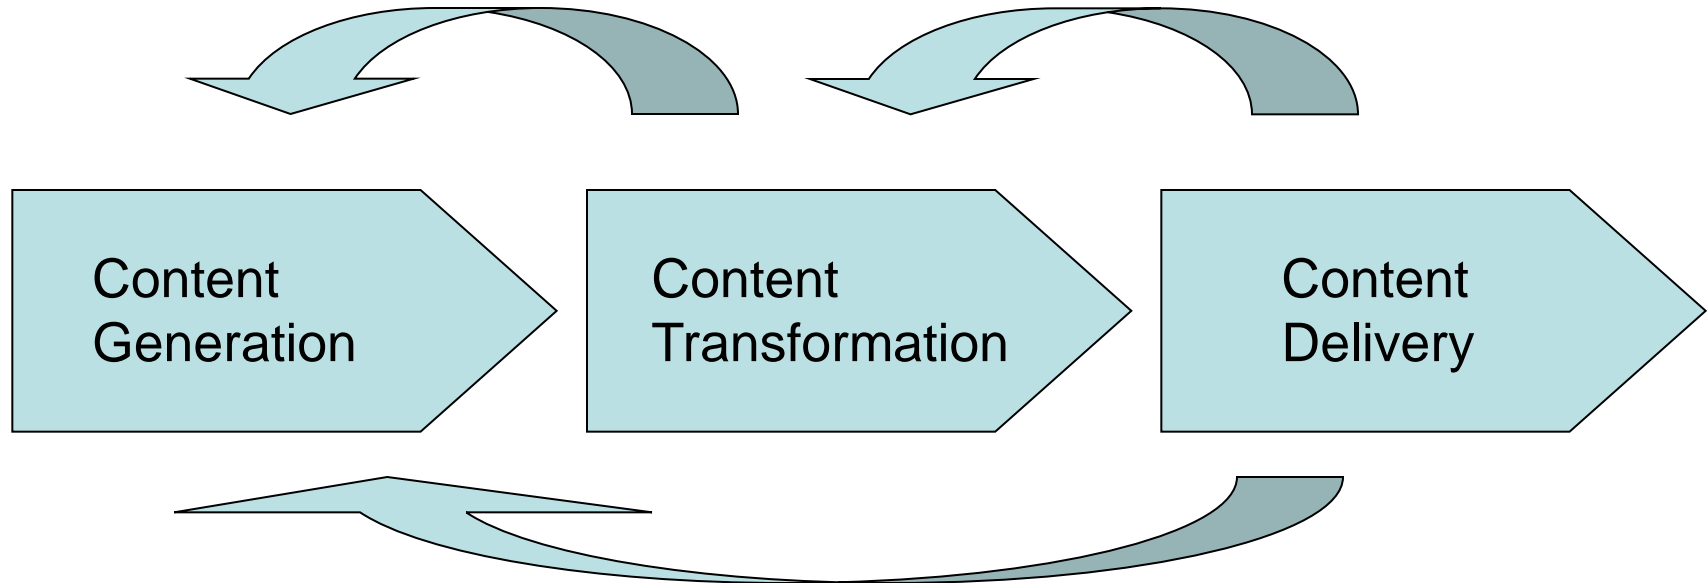 Content
Generation
Content
Transformation
Content
Delivery